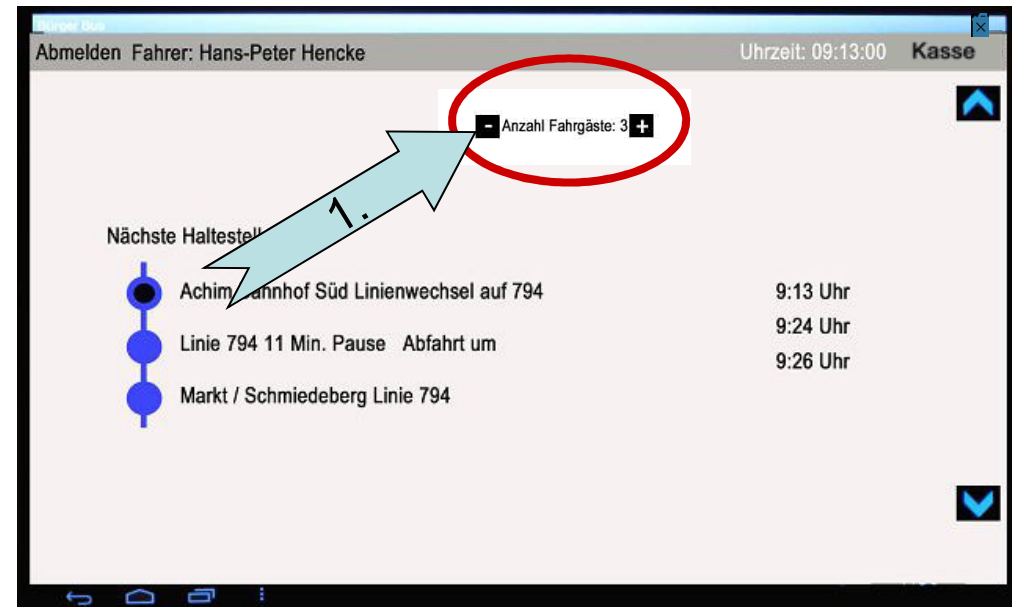 Bürger Bus
Abmelden Fahrer: Hans-Peter Hencke Uhrzeit: 09:13:00 Kasse
- Anzahl Fahrgäste: 3 +
1.
Nächste
Achim Süd Linienwechsel auf 794 9:13 Uhr
Linie 794 11 Min. Pause Abfahrt um 9:24 Uhr
Markt / Schmiedeberg Linie 794 9:26 Uhr